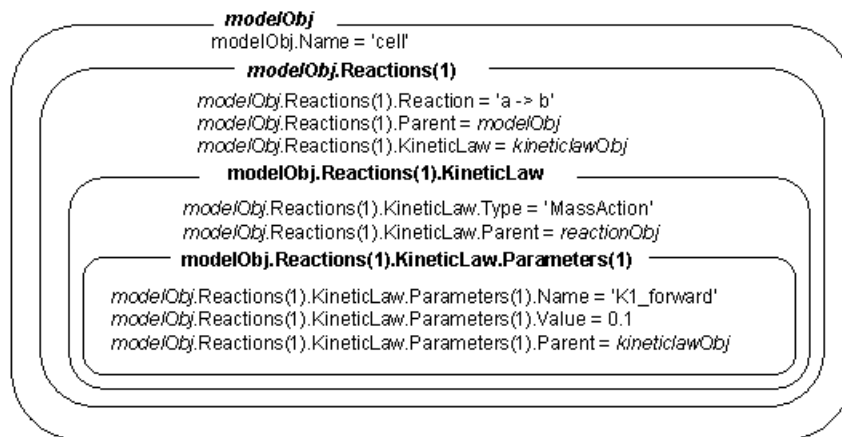 modelObj
modelObj.Name = 'cell'
modelObj.Reactions(1)
modelObj.Reactions(1).Reaction = 'a -> b'
modelObj.Reactions(1).Parent = modelObj
modelObj.Reactions(1).KineticLaw = kineticlawObj
modelObj.Reactions(1).KineticLaw
modelObj.Reactions(1).KineticLaw.Type = 'MassAction'
modelObj.Reactions(1).KineticLaw.Parent = reactionObj
modelObj.Reactions(1).KineticLaw.Parameters(1)
modelObj.Reactions(1).KineticLaw.Parameters(1).Name = 'K1_forward'
modelObj.Reactions(1).KineticLaw.Parameters(1).Value = 0.1
modelObj.Reactions(1).KineticLaw.Parameters(1).Parent = kineticlawObj